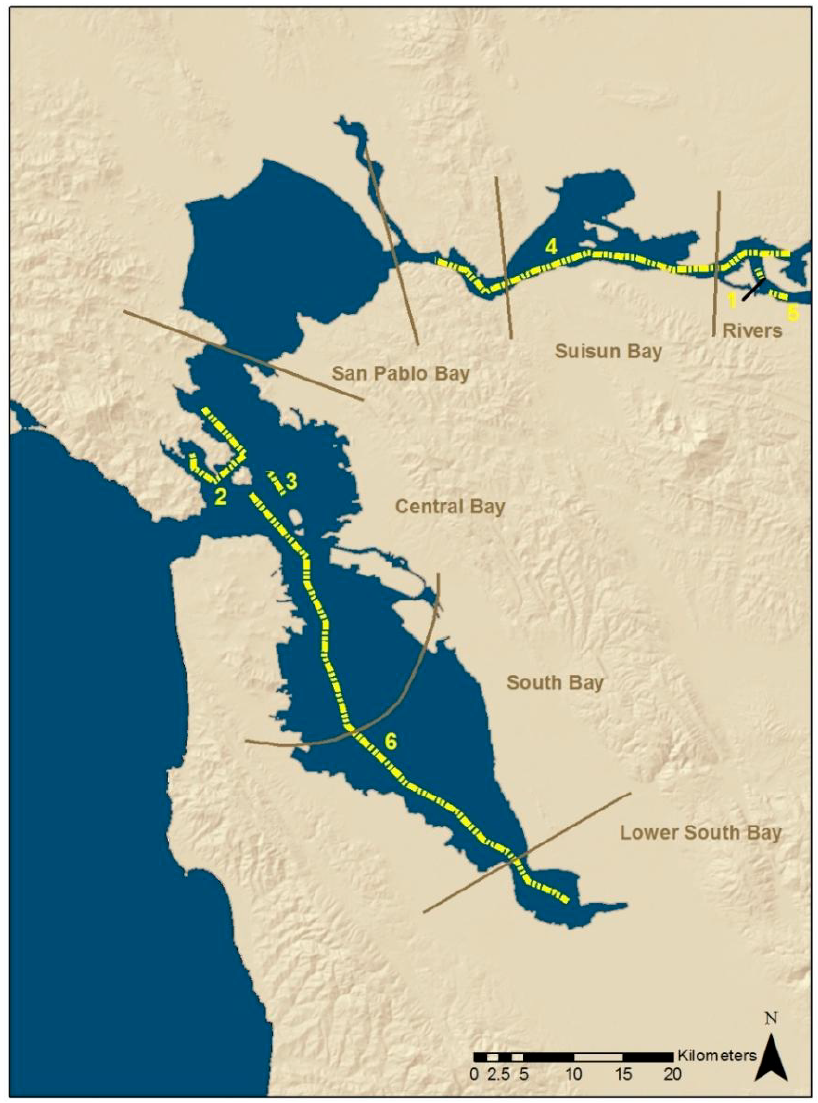 4
1
5
Rivers
Suisun Bay
San Pablo Bay
3
2
Central Bay
South Bay
6
Lower South Bay
N
Kilometers
0 2.5 5 10 15 20